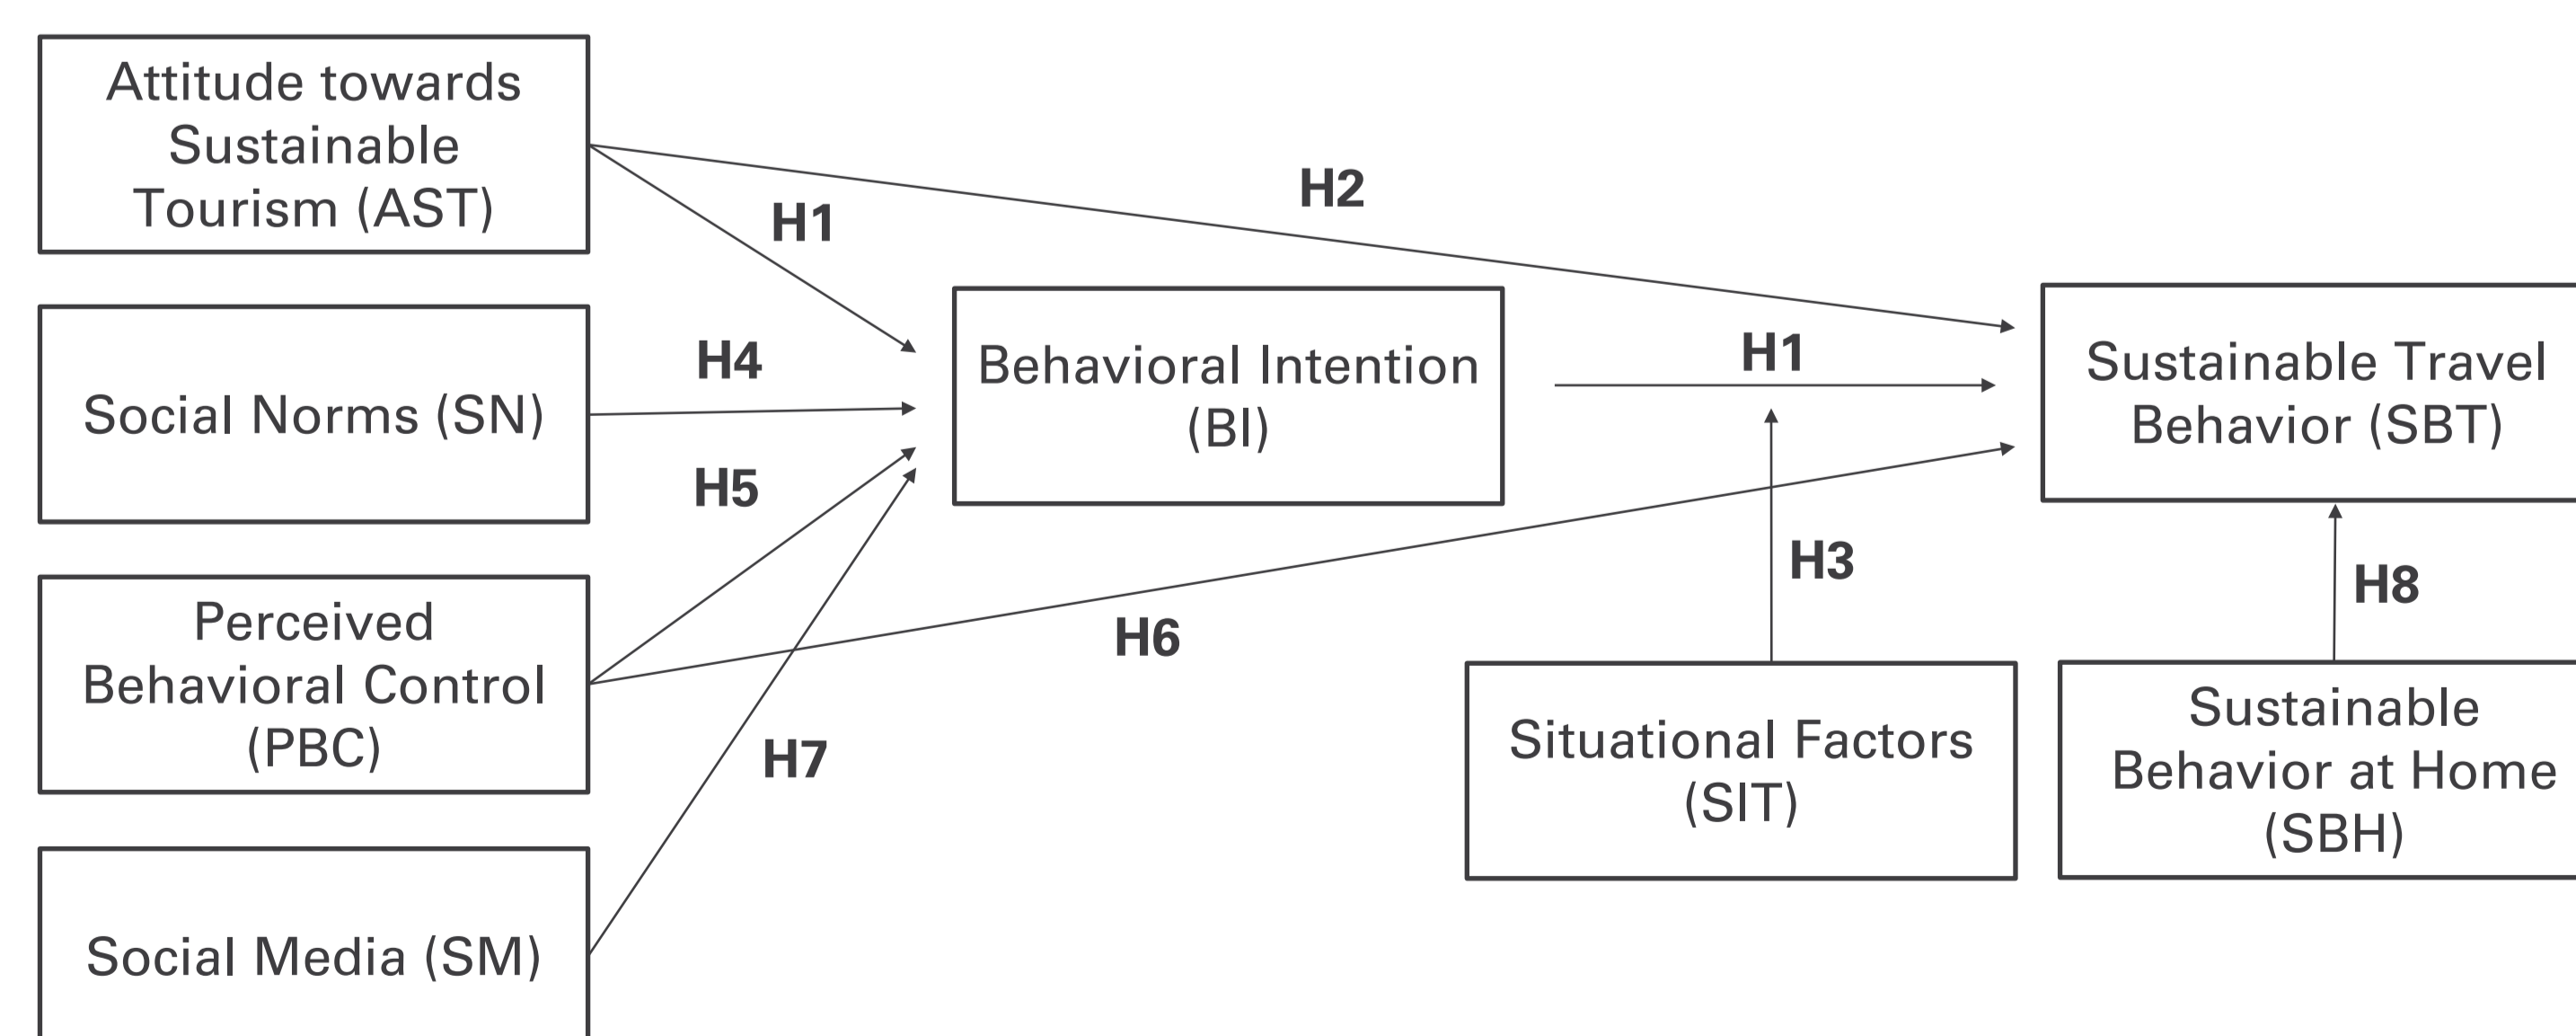 Attitude towards
Sustainable
Tourism (AST)
H2
H1
Social Norms (SN)
H4
Behavioral Intention
(BI)
H1
Sustainable Travel
Behavior (SBT)
H5
Perceived
Behavioral Control
(PBC)
H6
H3
H8
H7
Situational Factors
(SIT)
Sustainable
Behavior at Home
(SBH)
Social Media (SM)